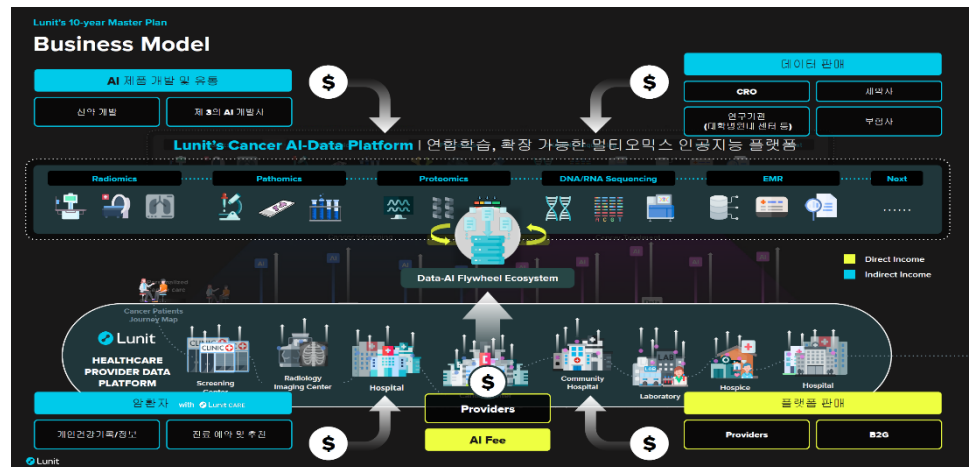 Lunit's 10-year Master Plan
Business Model
AI 제품 개발 및 유통
신약 개발
제 3의 AI 개발사
$
$
데이터 판매
CRO
제약사
연구기관
(대학병원내 센터 등)
보험사
Lunit's Cancer AI-Data Platform | 연합학습, 확장 가능한 멀티오믹스 인공지능 플랫폼
Radiomics
Pathomics
Proteomics
DNA/RNA Sequencing
EMR
Next
Data-AI Flywheel Ecosystem
Direct Income
Indirect Income
Cancer Patients
Journey Map
Lunit
HEALTHCARE
PROVIDER DATA
PLATFORM
CLINIC
CLINIC
Screening
Radiology
Imaging Center
Hospital
Community
Hospital
LAB
LAB
Laboratory
Hospice
Hospital
암환자 with Lunit CARE
개인건강기록/정보
진료 예약 및 추천
$
$
Providers
AI Fee
$
플랫폼 판매
Providers
B2G
Lunit